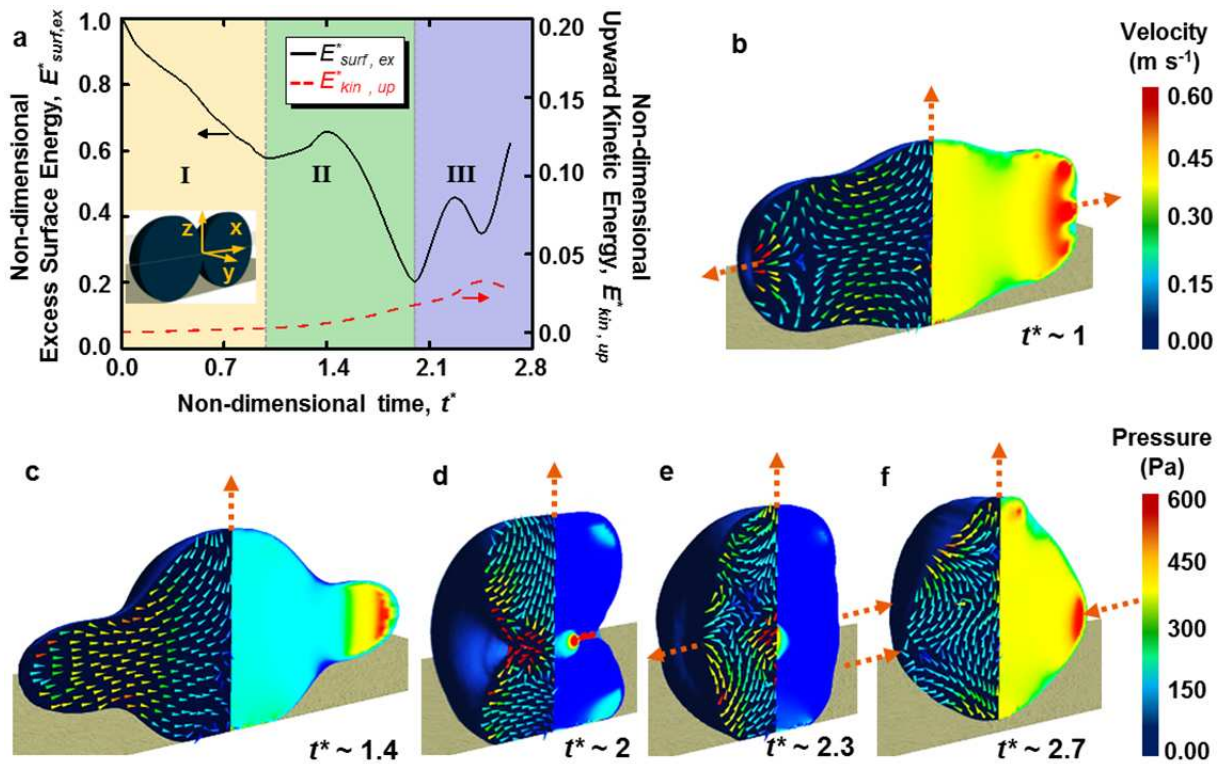 a
Non-dimensional
Excess Surface Energy, E*surf,ex
1.0
0.8
0.6
0.4
0.2
0.0
I
II
III
E*surf, ex
E*kin , up
z
x
y
0.20
0.15
0.10
0.05
0.0
Non-dimensional
Upward Kinetic Energy, E*kin , up
0.0 0.7 1.4 2.1 2.8
Non-dimensional time, t*
b
t* ~ 1
Velocity
(m s-1)
0.60
0.45
0.30
0.15
0.00
c
t* ~ 1.4
d
t* ~ 2
e
t* ~ 2.3
f
t* ~ 2.7
Pressure
(Pa)
600
450
300
150
0.00